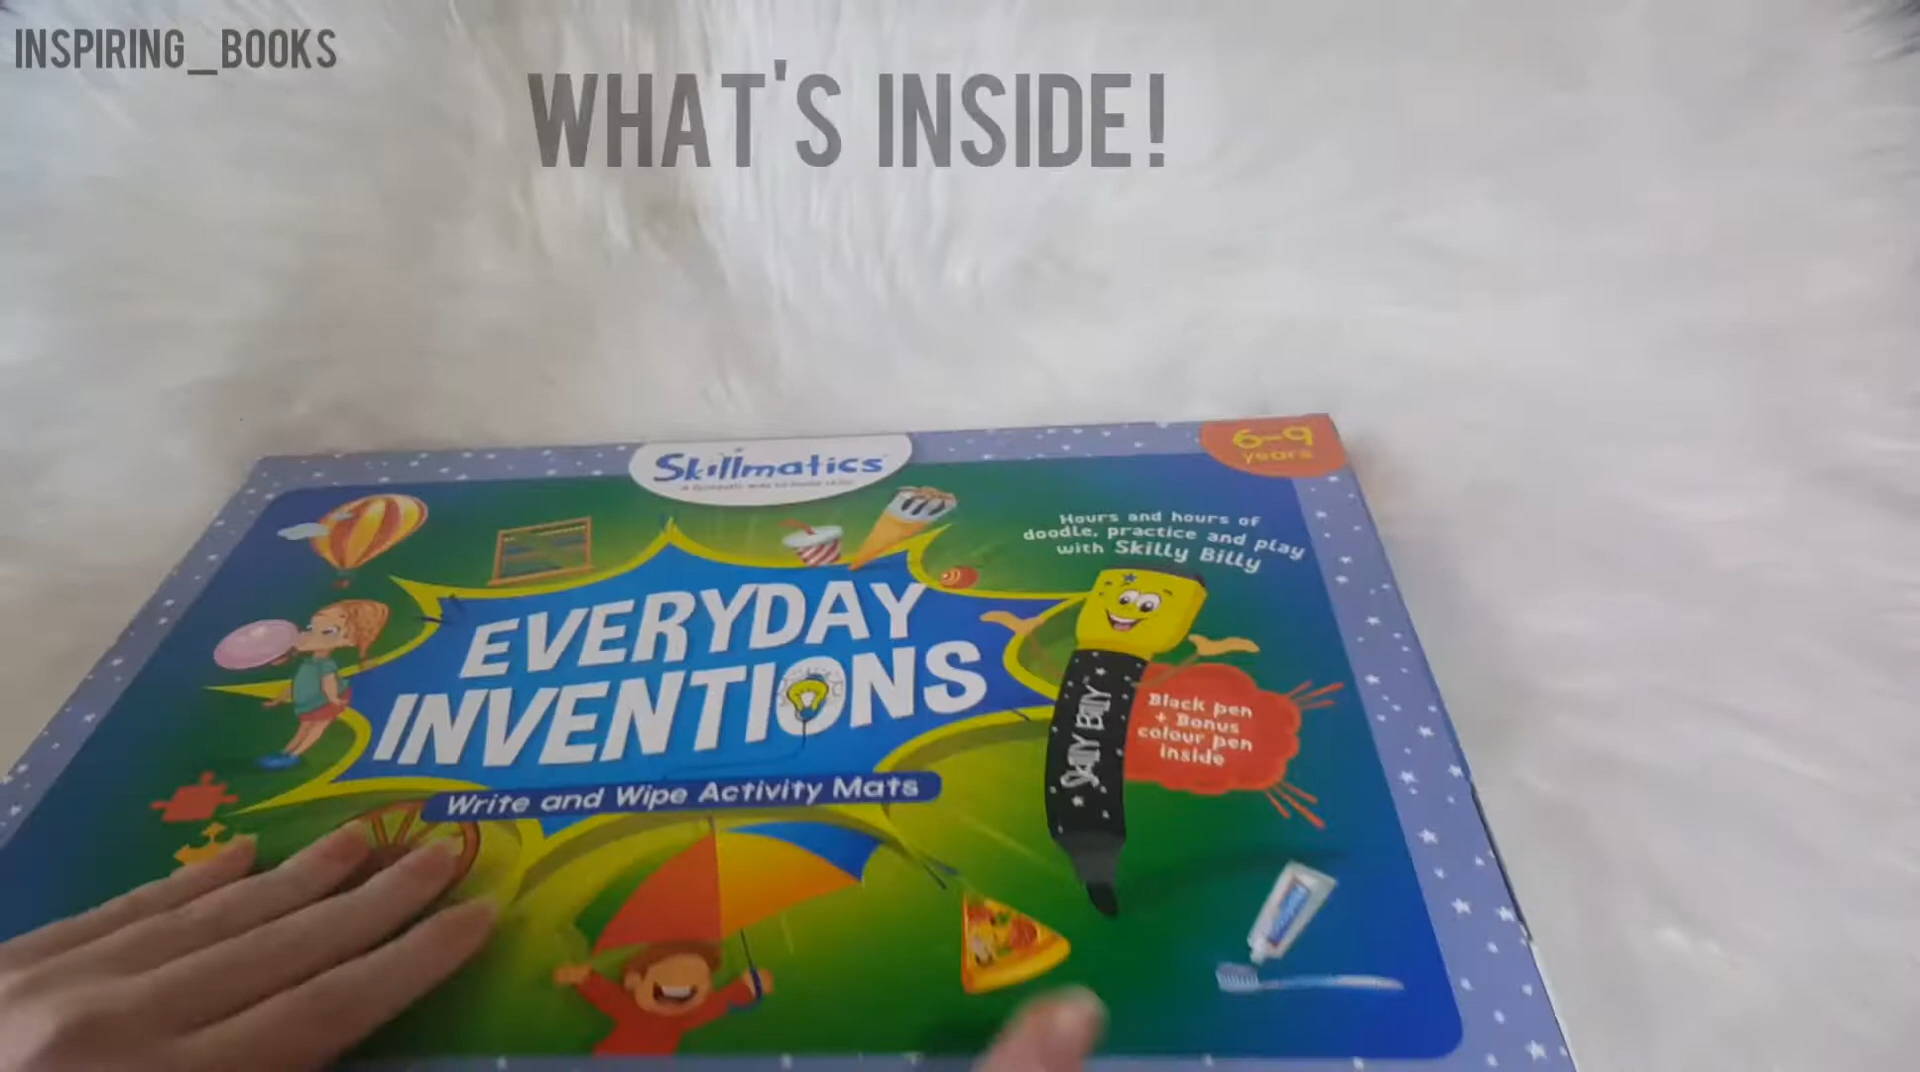 INSPIRING_BOOKS
WHAT'S INSIDE!
Skillmatics
6-9
years
Hours and hours of
doodle, practice and play
with Skilly Billy
EVERYDAY
INVENTIONS
Write and Wipe Activity Mats
SKILLY BILLY
Black pen
+ Bonus
colour pen
inside